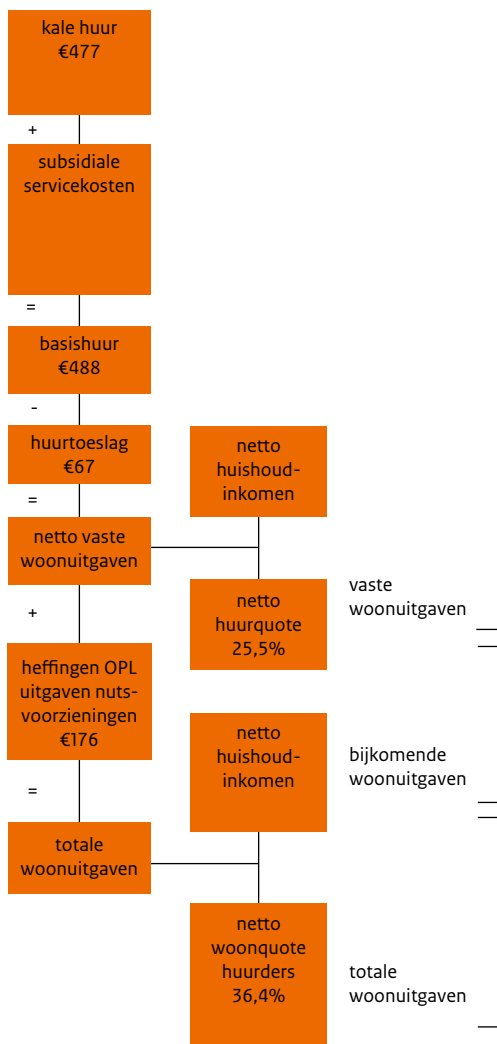 kale huur
€477
+
subsidiale
servicekosten
=
basishuur
€488
-
huurtoeslag
€67
=
netto vaste
woonuitgaven
netto
huishoud-
inkomen
netto
huurquote
25,5%
vaste
woonuitgaven
+
heffingen OPL
uitgaven nuts-
voorzieningen
€176
=
totale
woonuitgaven
netto
huishoud-
inkomen
bijkomende
woonuitgaven
netto
woonquote
huurders
36,4%
totale
woonuitgaven